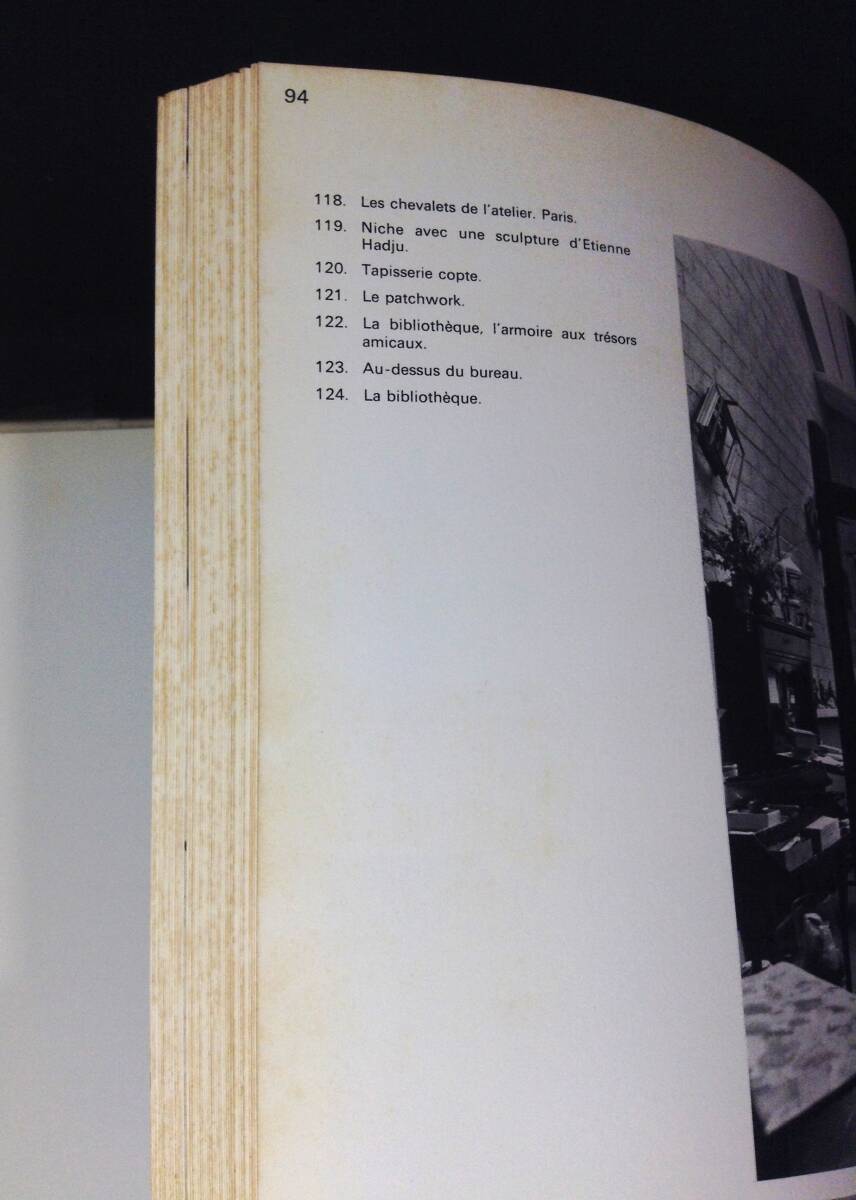 94
118. Les chevalets de l'atelier. Paris.
119. Niche avec une sculpture d'Etienne
Hadju.
120. Tapisserie copte.
121. Le patchwork.
122. La bibliothèque, l'armoire aux trésors
amicaux.
123. Au-dessus du bureau.
124. La bibliothèque.